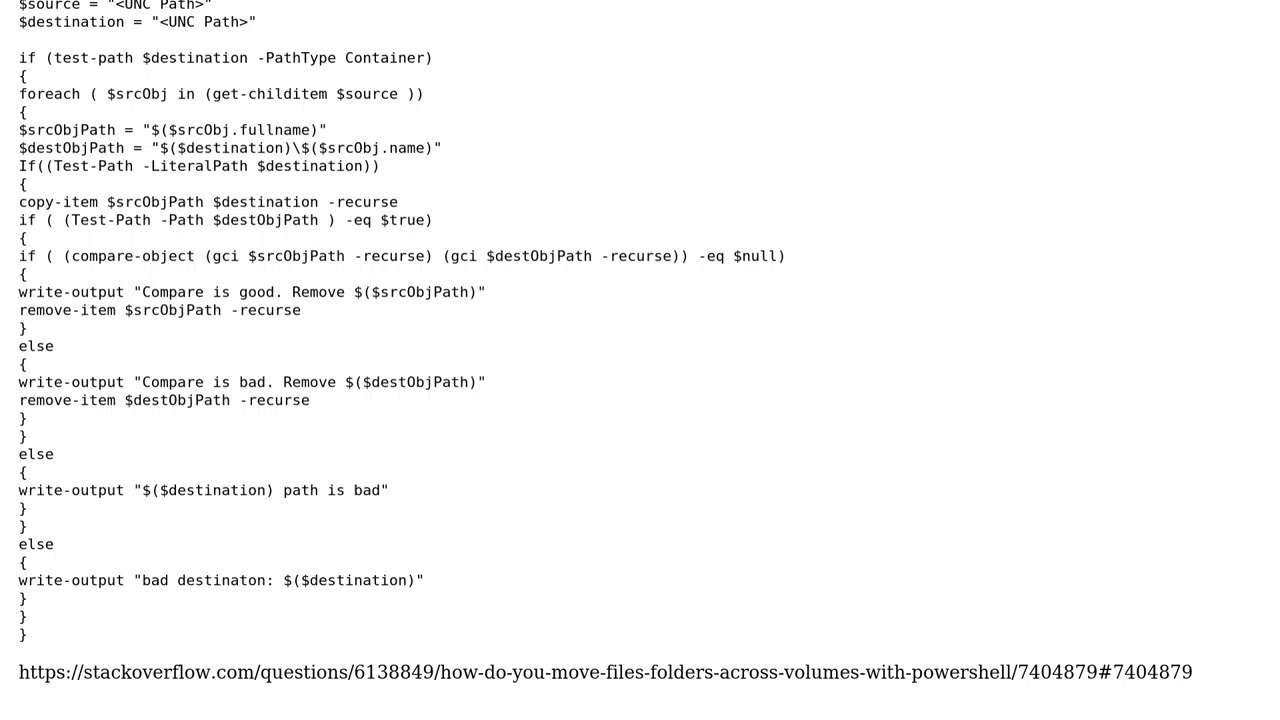 $source = "<UNC Path>"
$destination = "<UNC Path>"
if (test-path $destination -PathType Container)
{
foreach ( $srcObj in (get-childitem $source ))
{
$srcObjPath = "$($srcObj.fullname)"
$destObjPath = "$($destination)\$($srcObj.name)"
If((Test-Path -LiteralPath $destination))
{
copy-item $srcObjPath $destination -recurse
if ( (Test-Path -Path $destObjPath ) -eq $true)
{
if ( (compare-object (gci $srcObjPath -recurse) (gci $destObjPath -recurse)) -eq $null)
{
write-output "Compare is good. Remove $($srcObjPath)"
remove-item $srcObjPath -recurse
}
else
{
write-output "Compare is bad. Remove $($destObjPath)"
remove-item $destObjPath -recurse
}
}
else
{
write-output "$($destination) path is bad"
}
}
else
{
write-output "bad destinaton: $($destination)"
}
}
}
https://stackoverflow.com/questions/6138849/how-do-you-move-files-folders-across-volumes-with-powershell/7404879#7404879